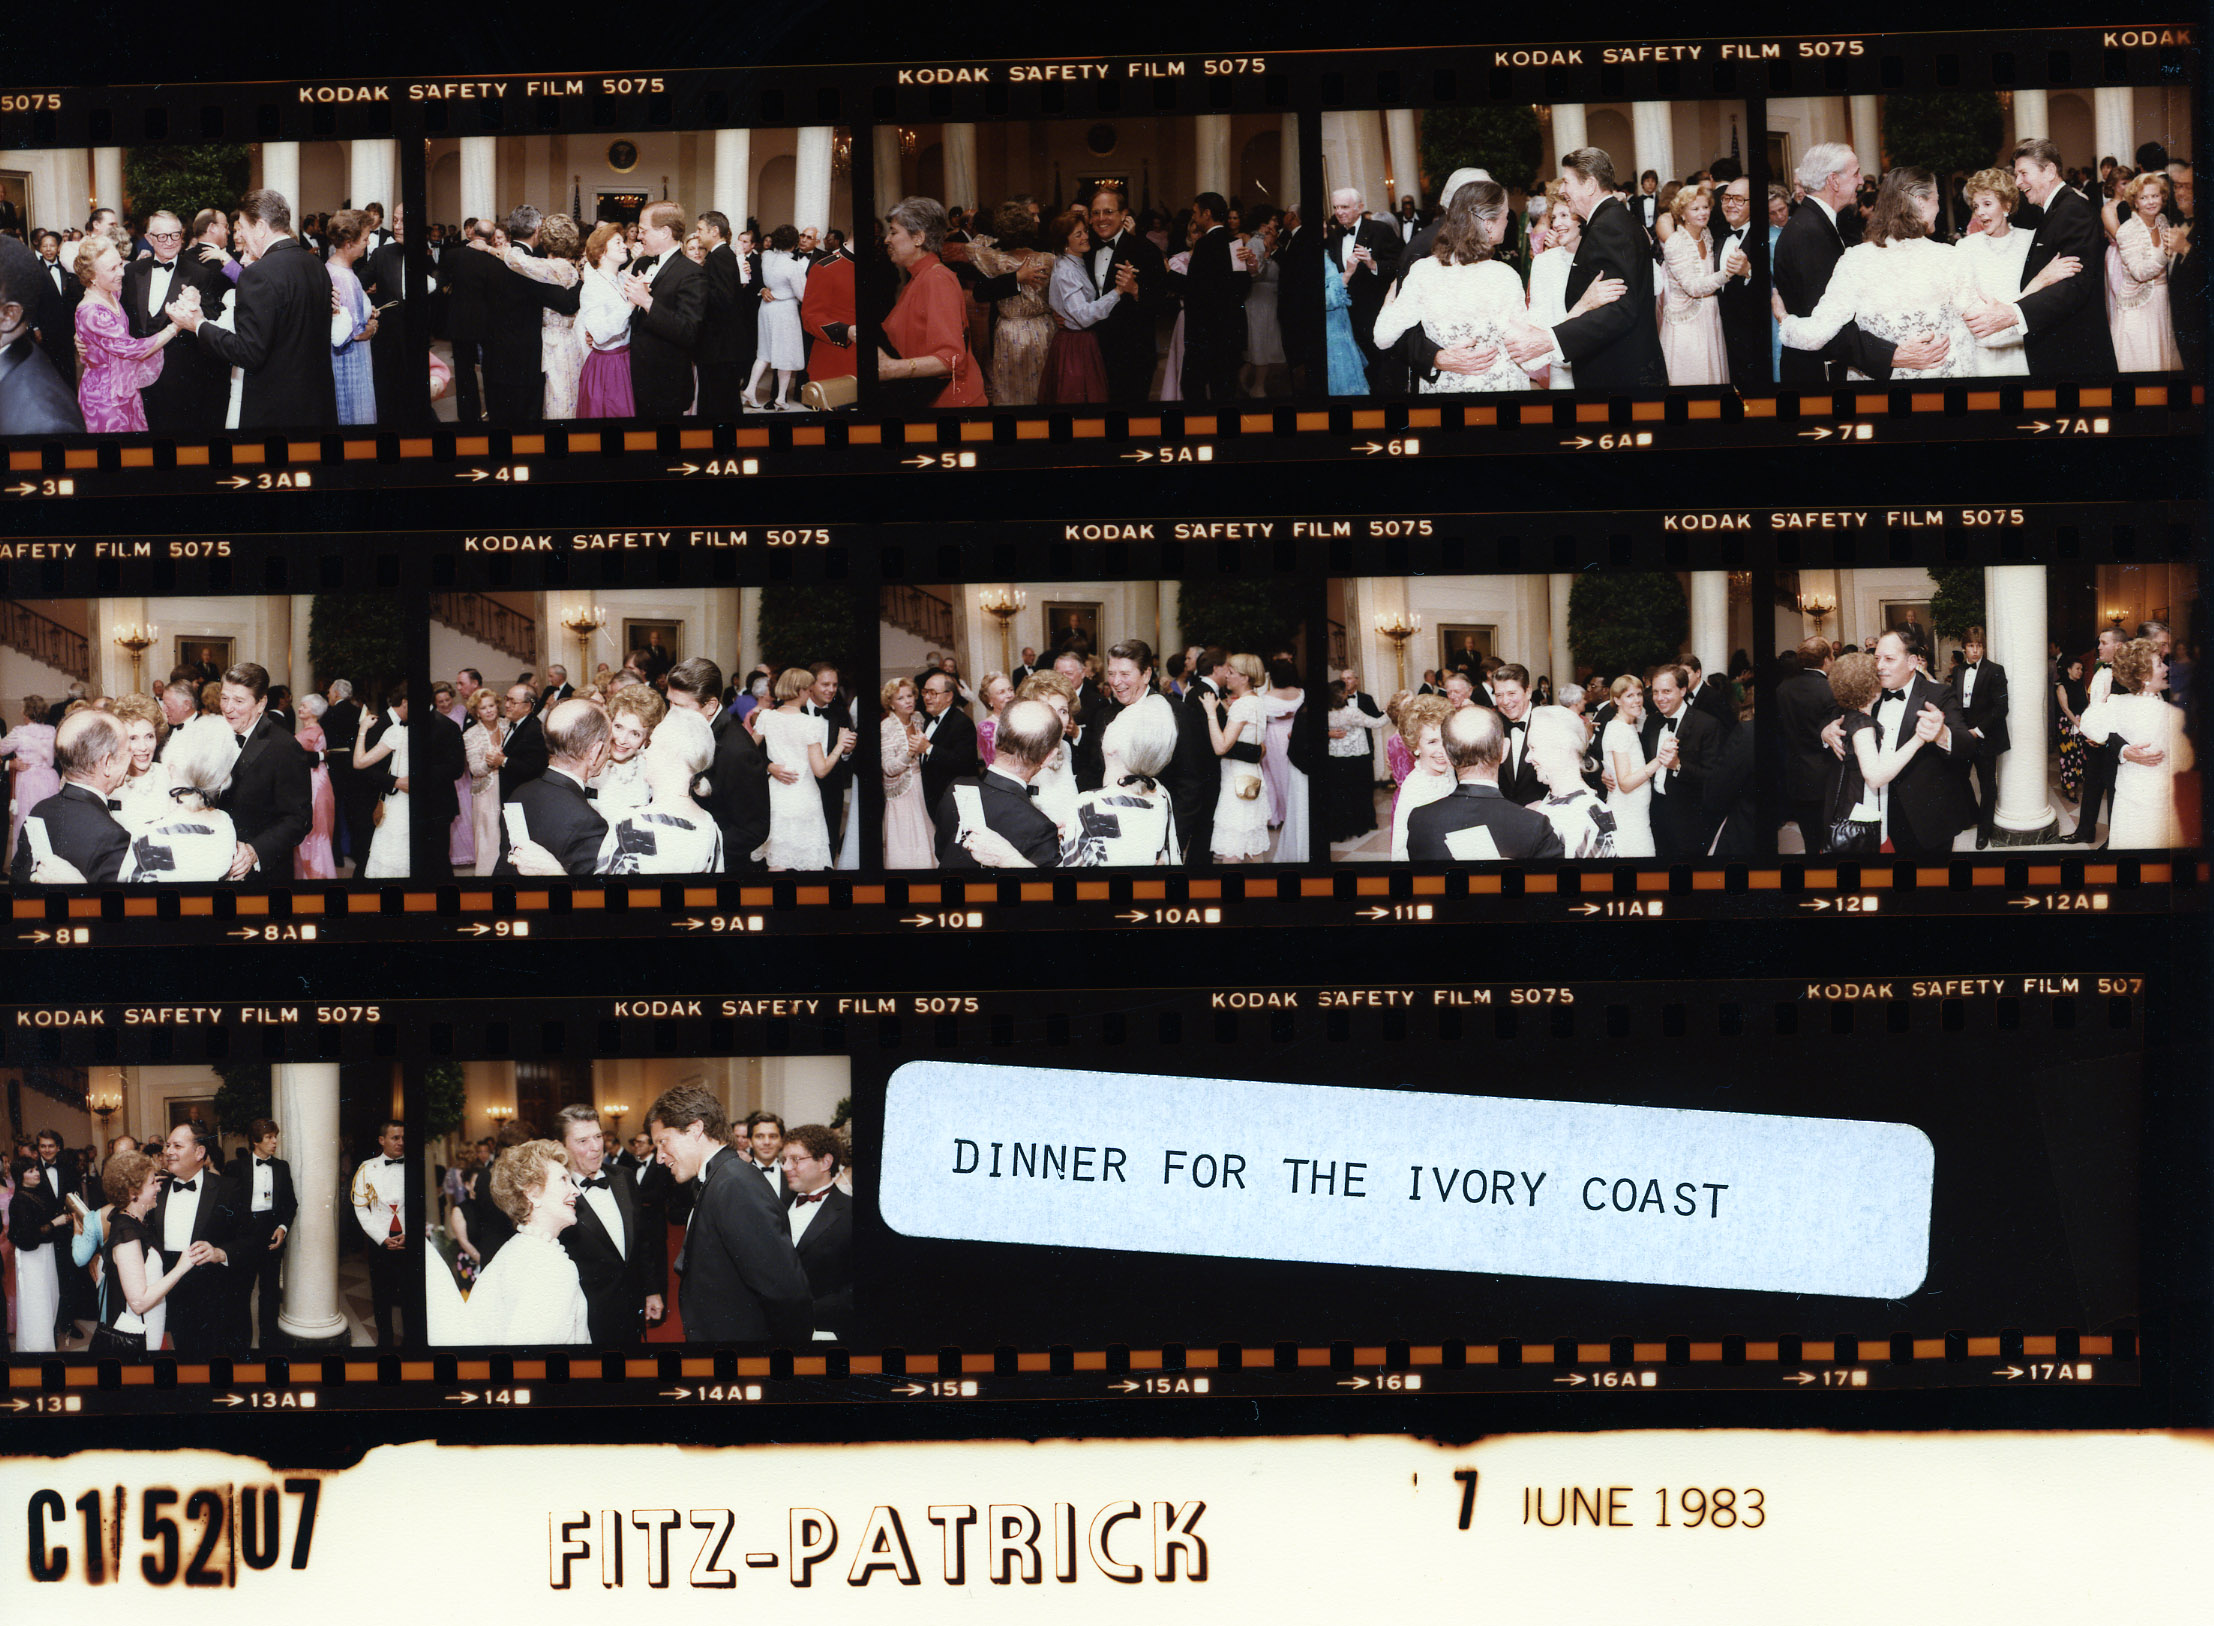 5075 KODAK SAFETY FILM 5075 KODAK SAFETY FILM 5075 KODAK SAFETY FILM 5075 KODAK
→3 →3A →4 →4A →5 →5A →6 →6A →7 →7A
AFETY FILM 5075 KODAK SAFETY FILM 5075 KODAK SAFETY FILM 5075 KODAK SAFETY FILM 5075
→8 →8A →9 →9A →10 →10A →11 →11A →12 →12A
KODAK SAFETY FILM 5075 KODAK SAFETY FILM 5075 KODAK SAFETY FILM 5075 KODAK SAFETY FILM 507
DINNER FOR THE IVORY COAST
→13 →13A →14 →14A →15 →15A →16 →16A →17 →17A
C1/52/07 FITZ-PATRICK 7 JUNE 1983